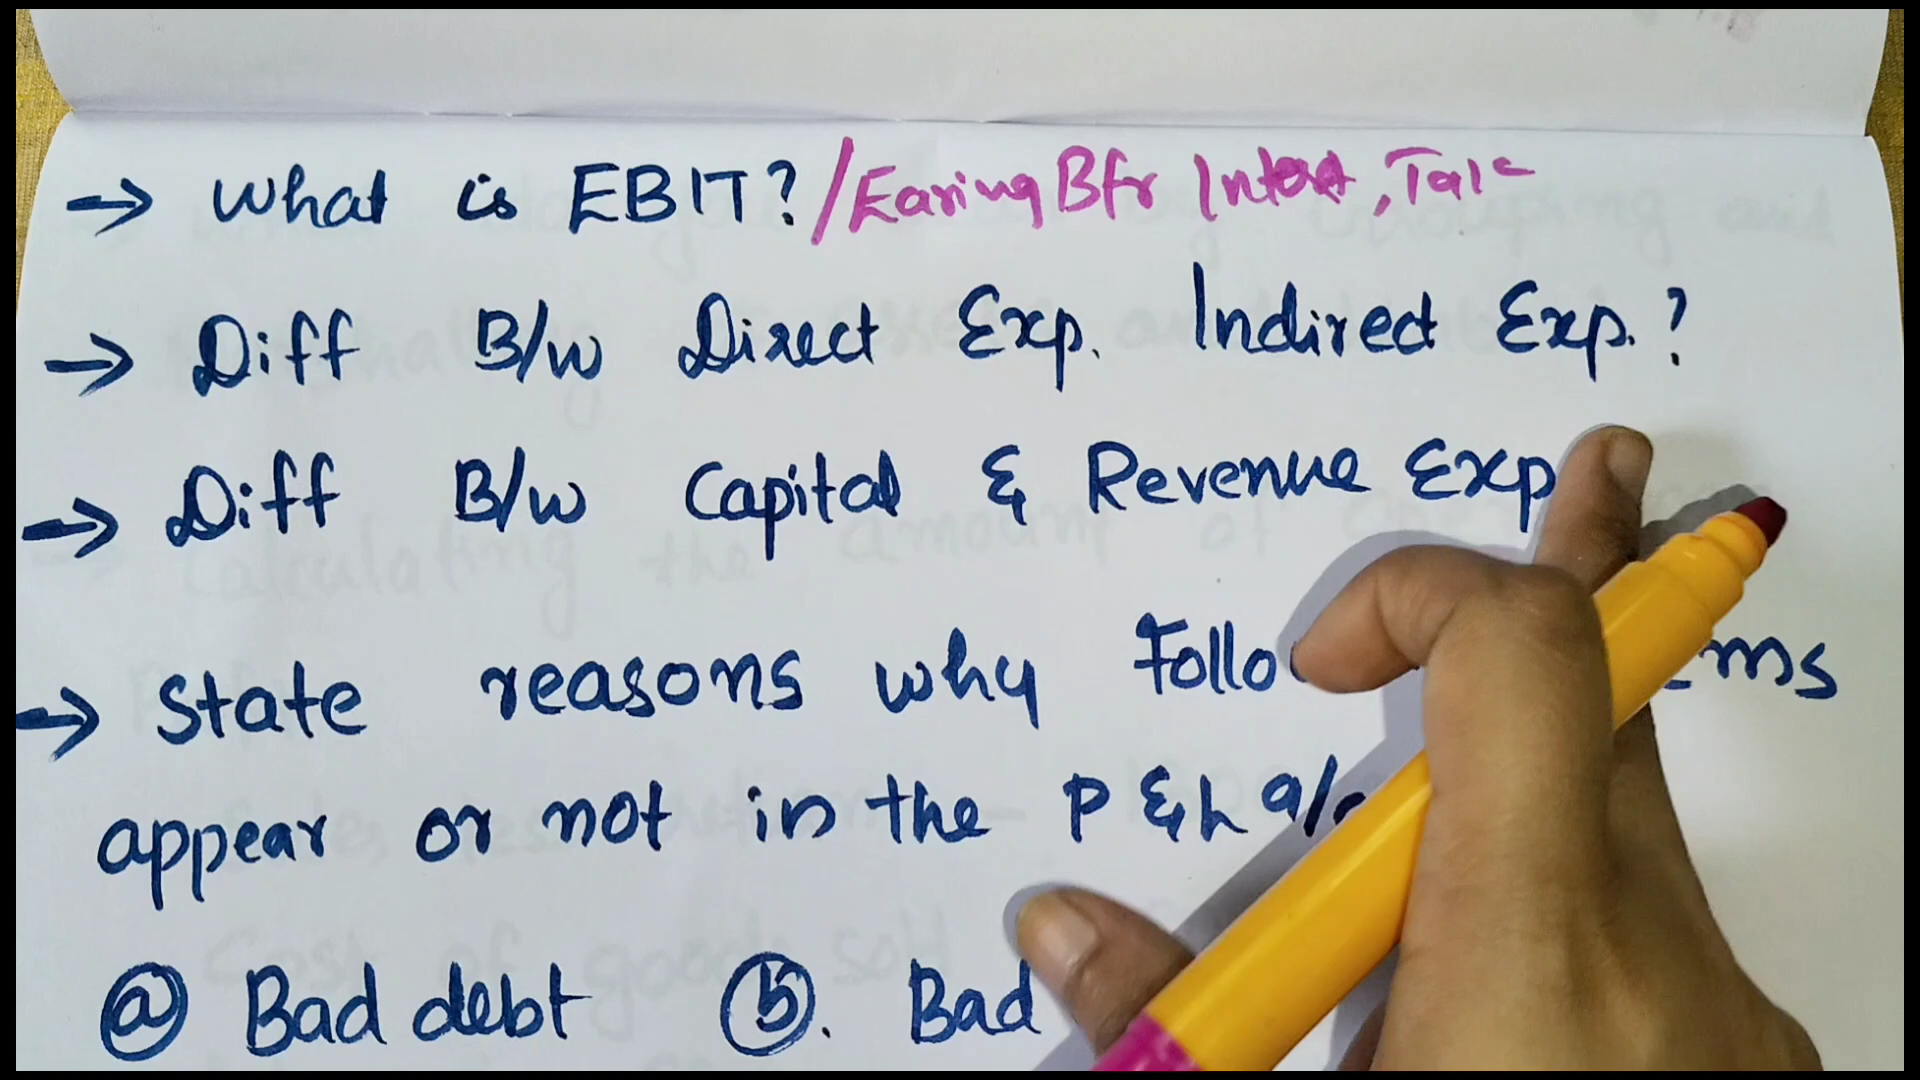 → What is EBIT? / Earing Bfr Intest, Tax
→ Diff B/w Direct Exp. Indirect Exp.?
→ Diff B/w Capital & Revenue Exp
→ State reasons why Follo ms
appear or not in the P & L a/c
ⓐ Bad debt ⓑ. Bad